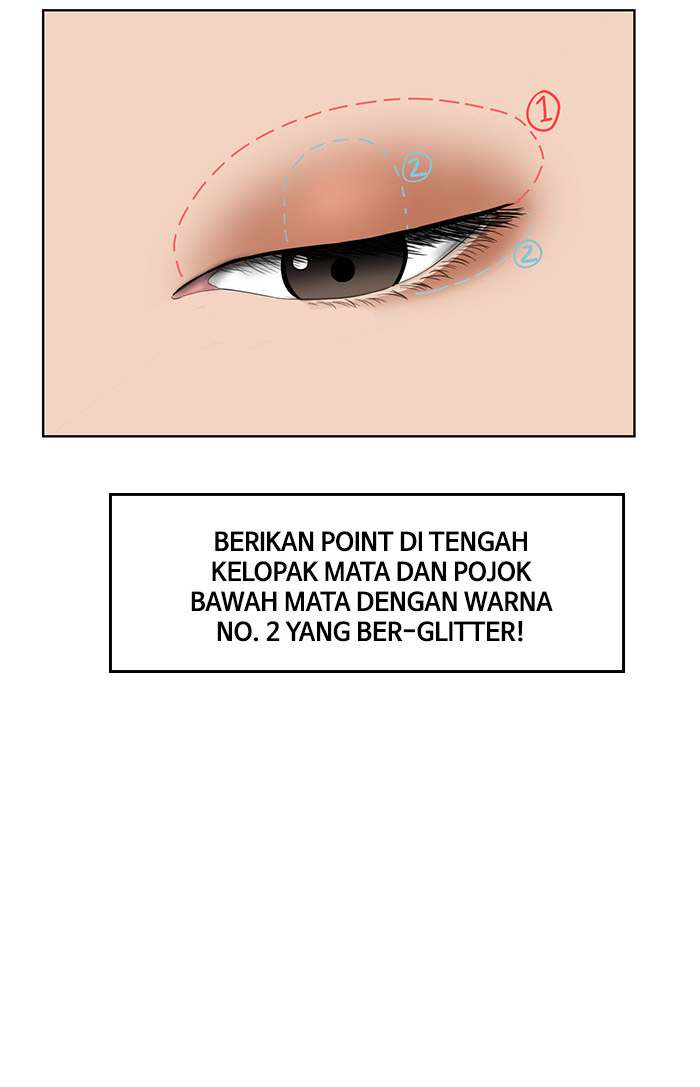 ①
②
②
BERIKAN POINT DI TENGAH
KELOPAK MATA DAN POJOK
BAWAH MATA DENGAN WARNA
NO. 2 YANG BER-GLITTER!